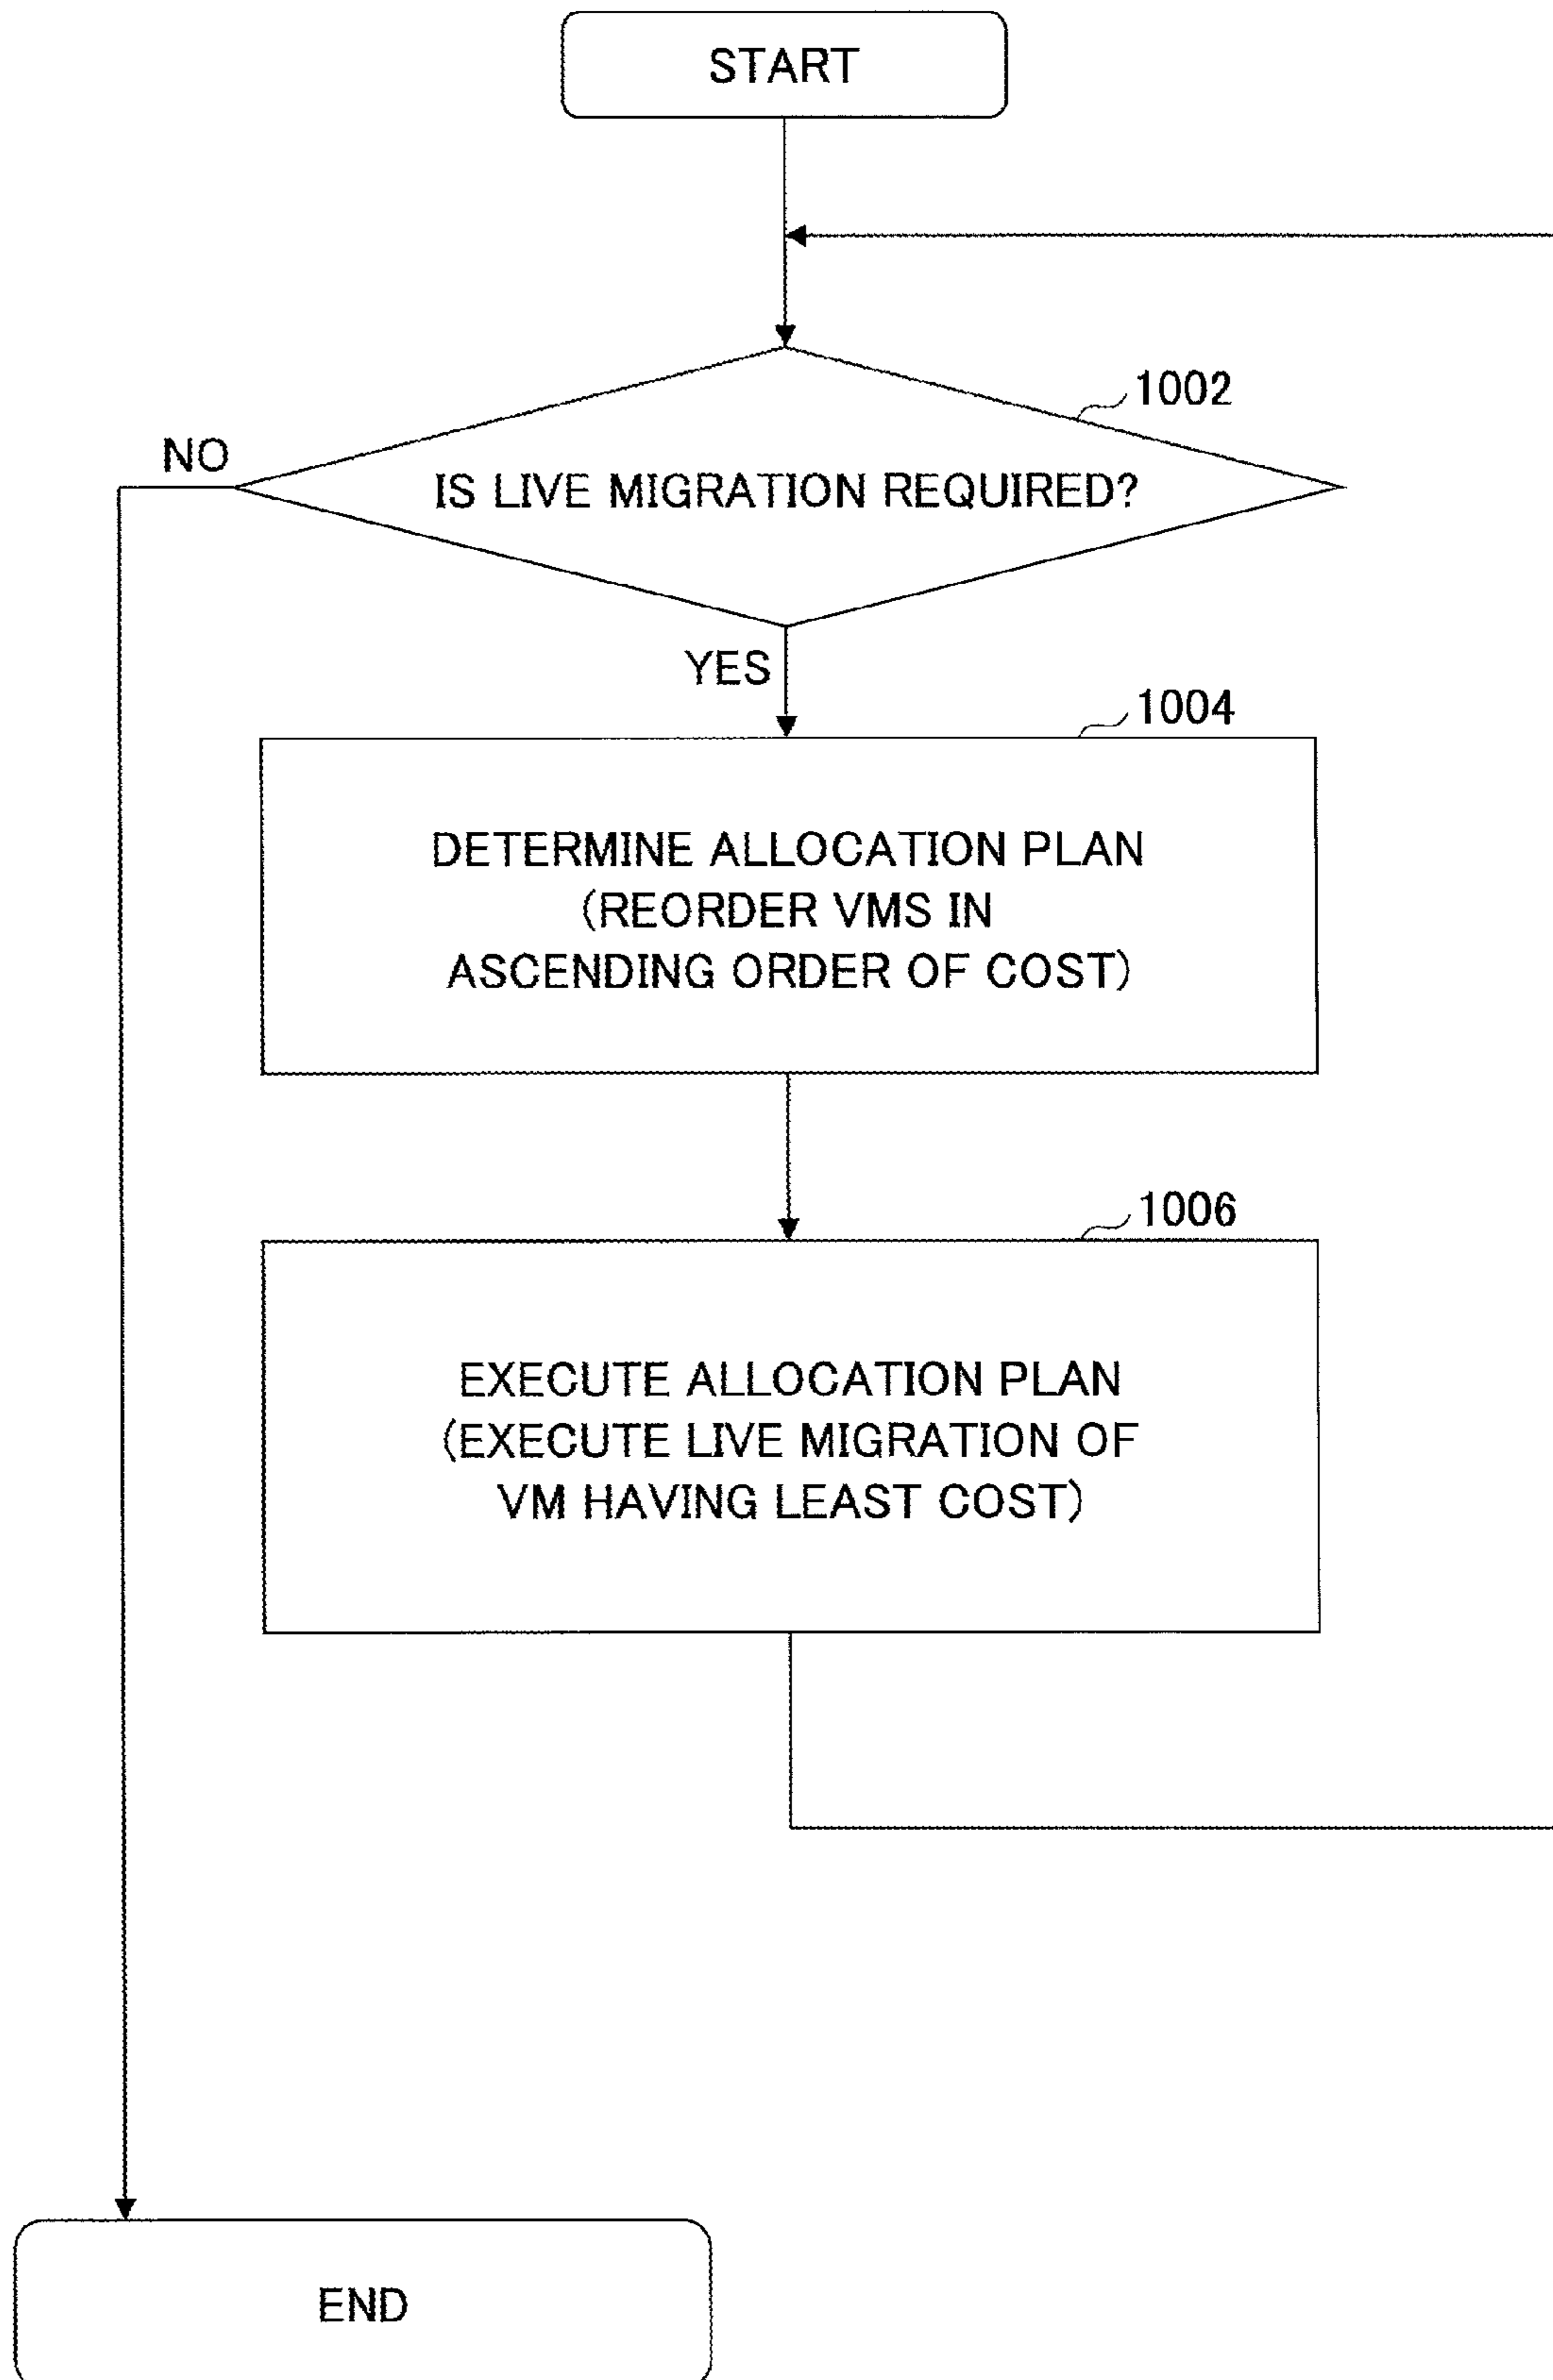 START
1002
NO
IS LIVE MIGRATION REQUIRED?
YES
1004
DETERMINE ALLOCATION PLAN
(REORDER VMS IN
ASCENDING ORDER OF COST)
1006
EXECUTE ALLOCATION PLAN
(EXECUTE LIVE MIGRATION OF
VM HAVING LEAST COST)
END